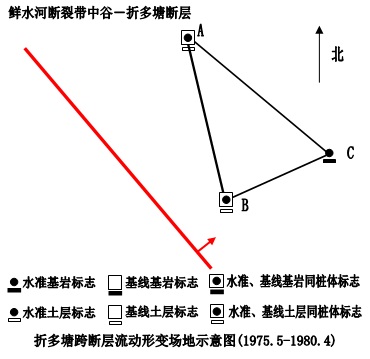 鲜水河断裂带中谷—折多塘断层
A
北
C
B
水准基岩标志 基线基岩标志 水准、基线基岩同桩体标志
水准土层标志 基线土层标志 水准、基线土层同桩体标志
折多塘跨断层流动形变场地示意图(1975.5-1980.4)